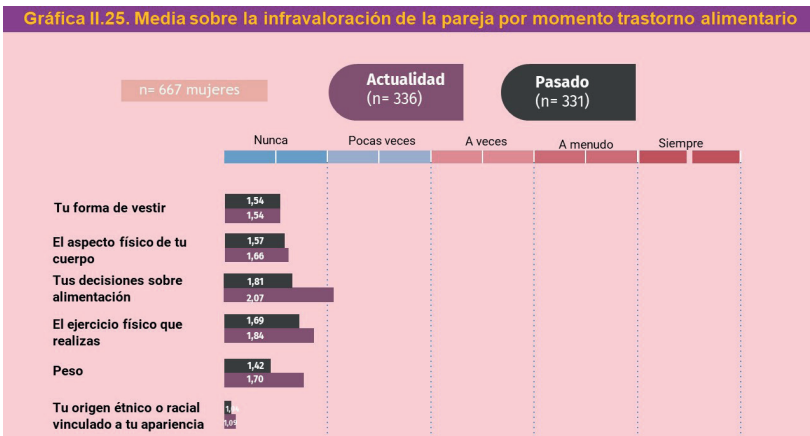 Gráfica II.25. Media sobre la infravaloración de la pareja por momento trastorno alimentario
n= 667 mujeres
Actualidad
(n= 336)
Pasado
(n= 331)
Nunca
Pocas veces
A veces
A menudo
Siempre
Tu forma de vestir
1,54
1,54
El aspecto físico de tu
cuerpo
1,57
1,66
Tus decisiones sobre
alimentación
1,81
2,07
El ejercicio físico que
realizas
1,69
1,84
Peso
1,42
1,70
Tu origen étnico o racial
vinculado a tu apariencia
1,09